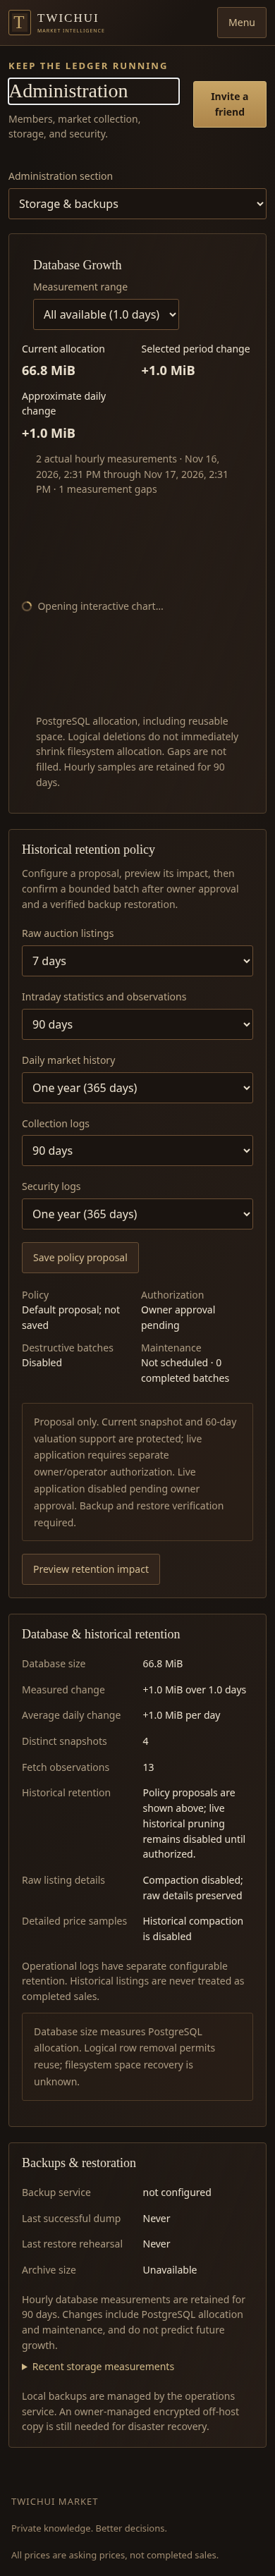 T
TWICHUI
MARKET INTELLIGENCE
Menu
KEEP THE LEDGER RUNNING
Administration
Members, market collection,
storage, and security.
Invite a
friend
Administration section
Storage & backups
Database Growth
Measurement range
All available (1.0 days)
Current allocation
66.8 MiB
Selected period change
+1.0 MiB
Approximate daily
change
+1.0 MiB
2 actual hourly measurements · Nov 16,
2026, 2:31 PM through Nov 17, 2026, 2:31
PM · 1 measurement gaps
Opening interactive chart...
PostgreSQL allocation, including reusable
space. Logical deletions do not immediately
shrink filesystem allocation. Gaps are not
filled. Hourly samples are retained for 90
days.
Historical retention policy
Configure a proposal, preview its impact, then
confirm a bounded batch after owner approval
and a verified backup restoration.
Raw auction listings
7 days
Intraday statistics and observations
90 days
Daily market history
One year (365 days)
Collection logs
90 days
Security logs
One year (365 days)
Save policy proposal
Policy
Default proposal; not
saved
Authorization
Owner approval
pending
Destructive batches
Disabled
Maintenance
Not scheduled · 0
completed batches
Proposal only. Current snapshot and 60-day
valuation support are protected; live
application requires separate
owner/operator authorization. Live
application disabled pending owner
approval. Backup and restore verification
required.
Preview retention impact
Database & historical retention
Database size
66.8 MiB
Measured change
+1.0 MiB over 1.0 days
Average daily change
+1.0 MiB per day
Distinct snapshots
4
Fetch observations
13
Historical retention
Policy proposals are
shown above; live
historical pruning
remains disabled until
authorized.
Raw listing details
Compaction disabled;
raw details preserved
Detailed price samples
Historical compaction
is disabled
Operational logs have separate configurable
retention. Historical listings are never treated as
completed sales.
Database size measures PostgreSQL
allocation. Logical row removal permits
reuse; filesystem space recovery is
unknown.
Backups & restoration
Backup service
not configured
Last successful dump
Never
Last restore rehearsal
Never
Archive size
Unavailable
Hourly database measurements are retained for
90 days. Changes include PostgreSQL allocation
and maintenance, and do not predict future
growth.
Recent storage measurements
Local backups are managed by the operations
service. An owner-managed encrypted off-host
copy is still needed for disaster recovery.
TWICHUI MARKET
Private knowledge. Better decisions.
All prices are asking prices, not completed sales.